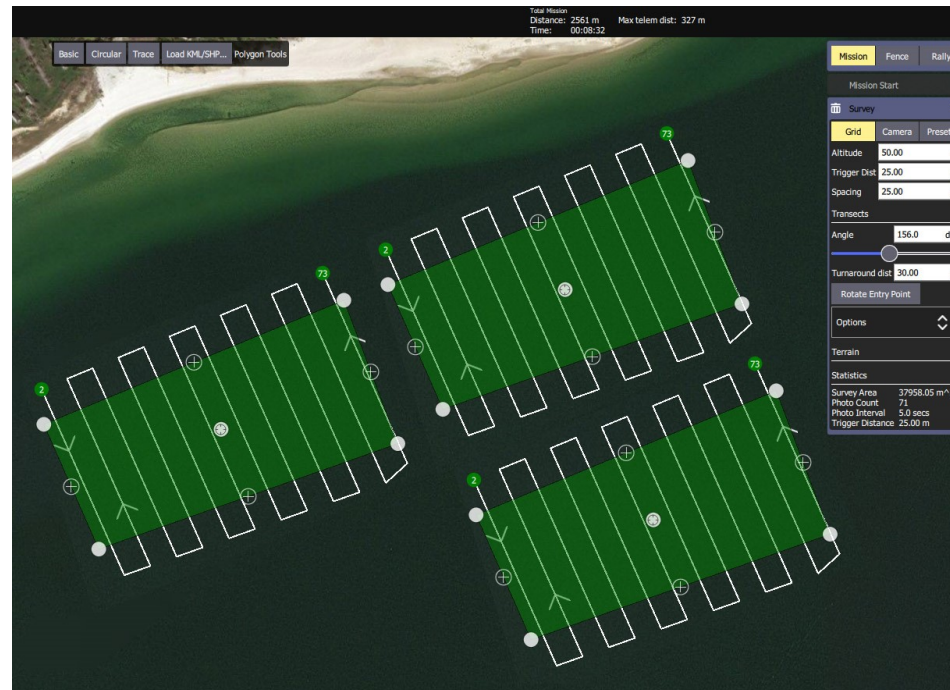 Total Mission
Distance: 2561 m Max telem dist: 327 m
Time: 00:08:32
Basic Circular Trace Load KML/SHP... Polygon Tools
Mission Fence Rally
Mission Start
Survey
Grid Camera Preset
Altitude 50.00
Trigger Dist 25.00
Spacing 25.00
Transects
Angle 156.0 d
Turnaround dist 30.00
Rotate Entry Point
Options
Terrain
Statistics
Survey Area 37958.05 m^
Photo Count 71
Photo Interval 5.0 secs
Trigger Distance 25.00 m
73
2
73
2
73
2